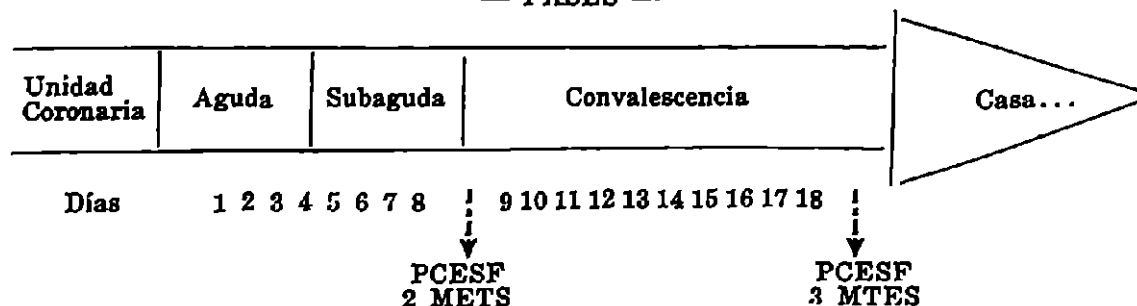 — FASES —
Unidad
Coronaria
Aguda
Subaguda
Convalescencia
Casa...
Días 1 2 3 4 5 6 7 8 9 10 11 12 13 14 15 16 17 18
PCESF
2 METS
PCESF
3 MTES